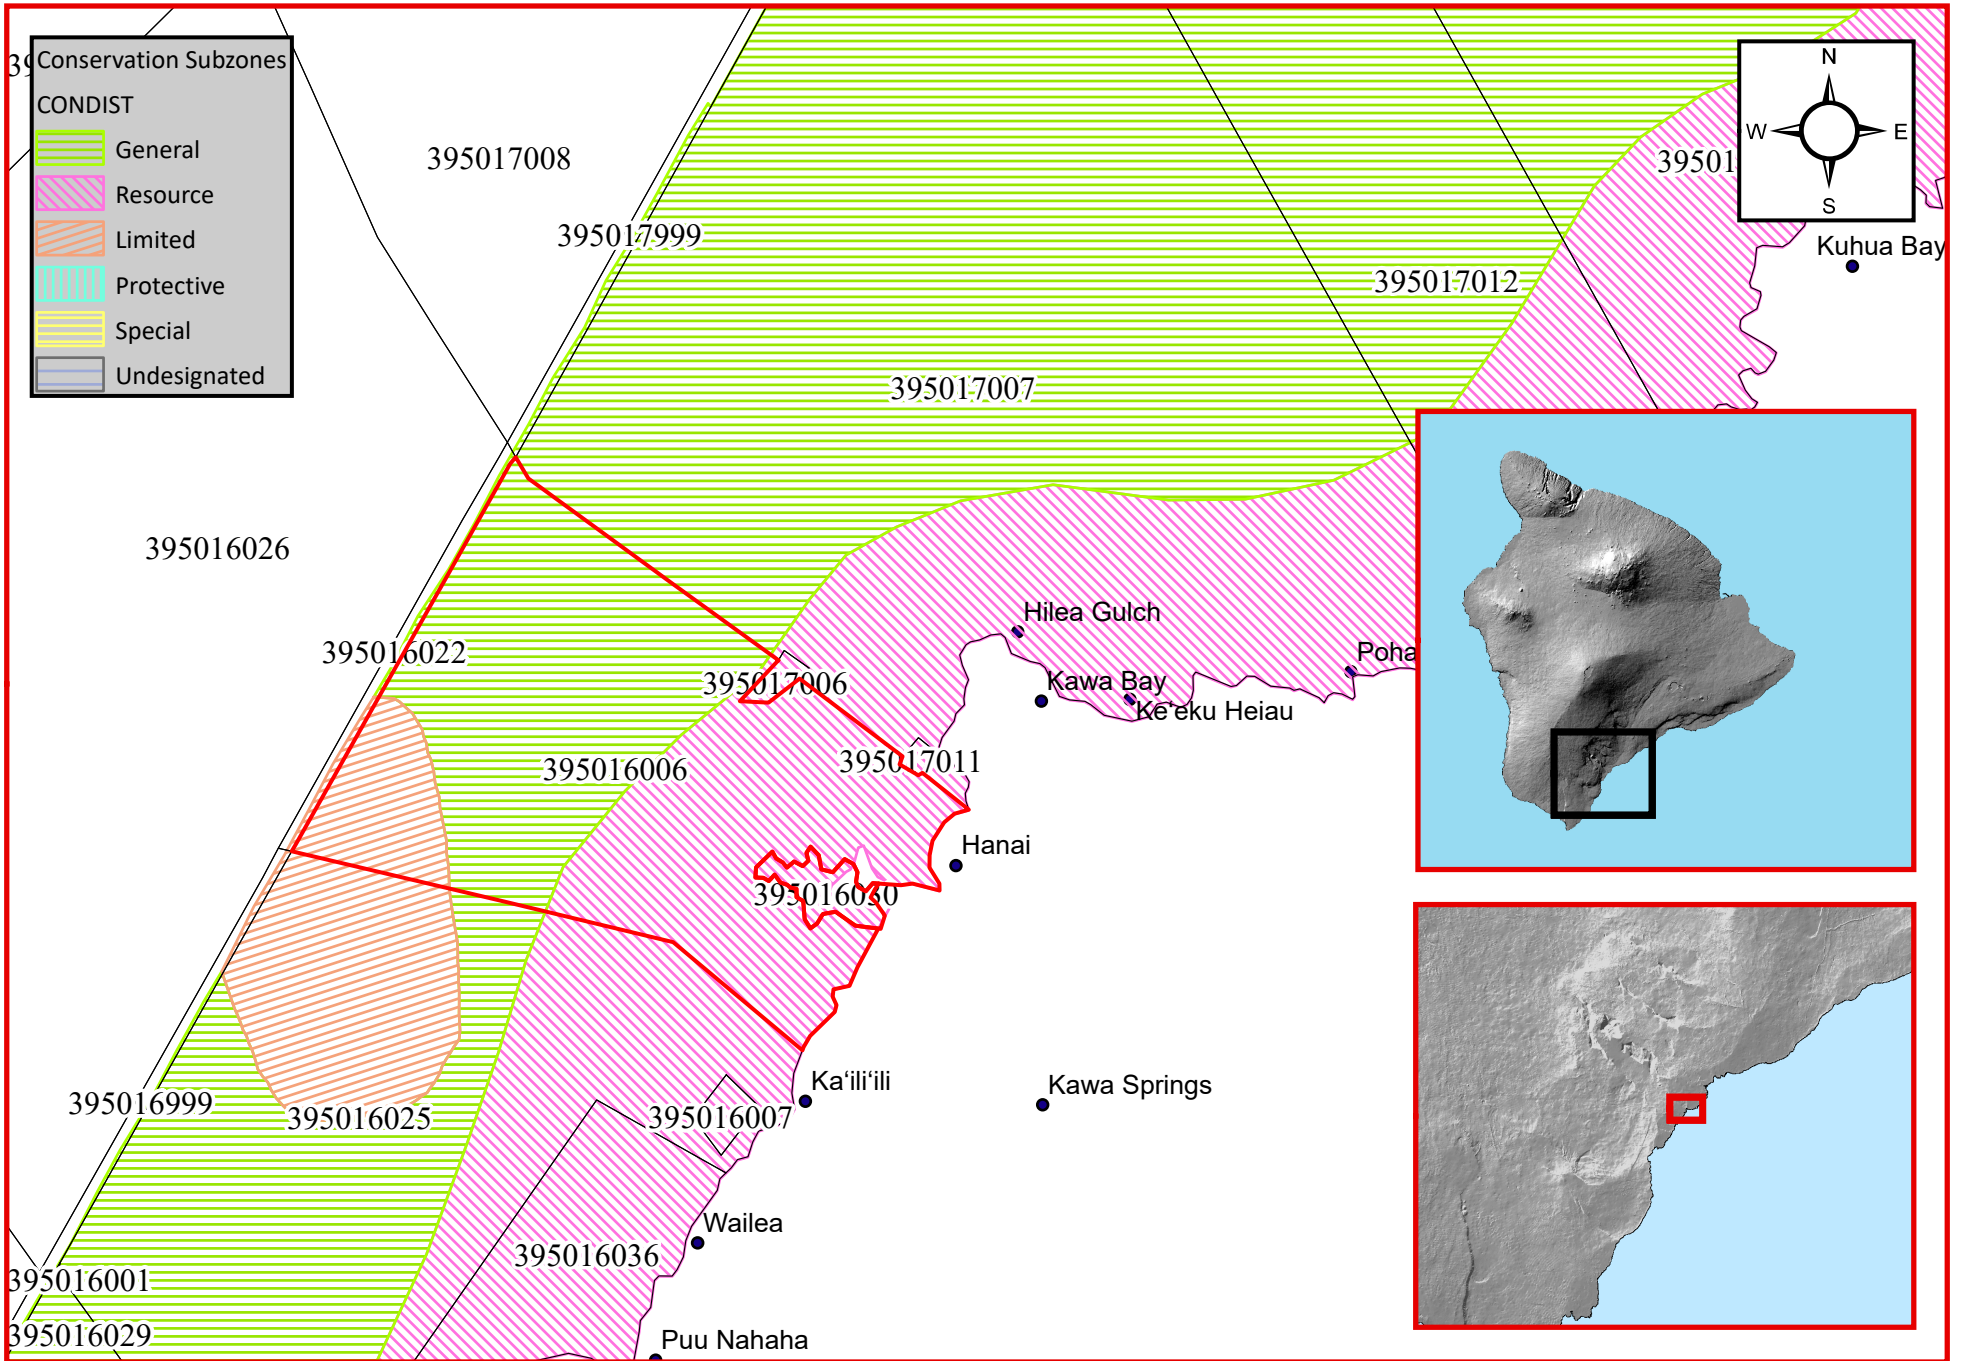 Conservation Subzones
CONDIST
General
Resource
Limited
Protective
Special
Undesignated
N
W
E
S
395017008
395017999
395017012
Kuhua Bay
395017007
395016026
Hilea Gulch
395016022
395017006
Kawa Bay
Ke'eku Heiau
395016006
395017011
Hanai
395016030
Ka‘ili‘ili
Kawa Springs
395016999
395016025
395016007
Wailea
395016036
395016001
395016029
Puu Nahaha